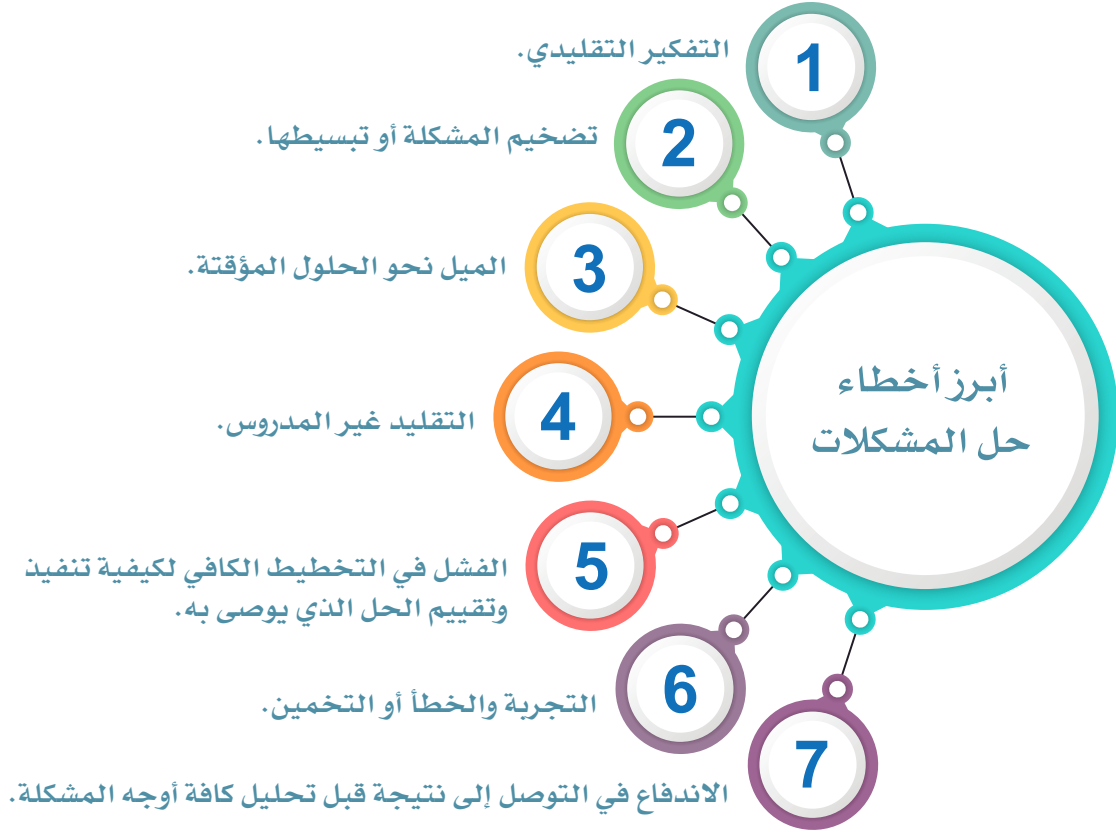 أبرز أخطاء
حل المشكلات
1
التفكير التقليدي.
2
تضخيم المشكلة أو تبسيطها.
3
الميل نحو الحلول المؤقتة.
4
التقليد غير المدروس.
5
الفشل في التخطيط الكافي لكيفية تنفيذ
وتقييم الحل الذي يوصى به.
6
التجربة والخطأ أو التخمين.
7
الاندفاع في التوصل إلى نتيجة قبل تحليل كافة أوجه المشكلة.